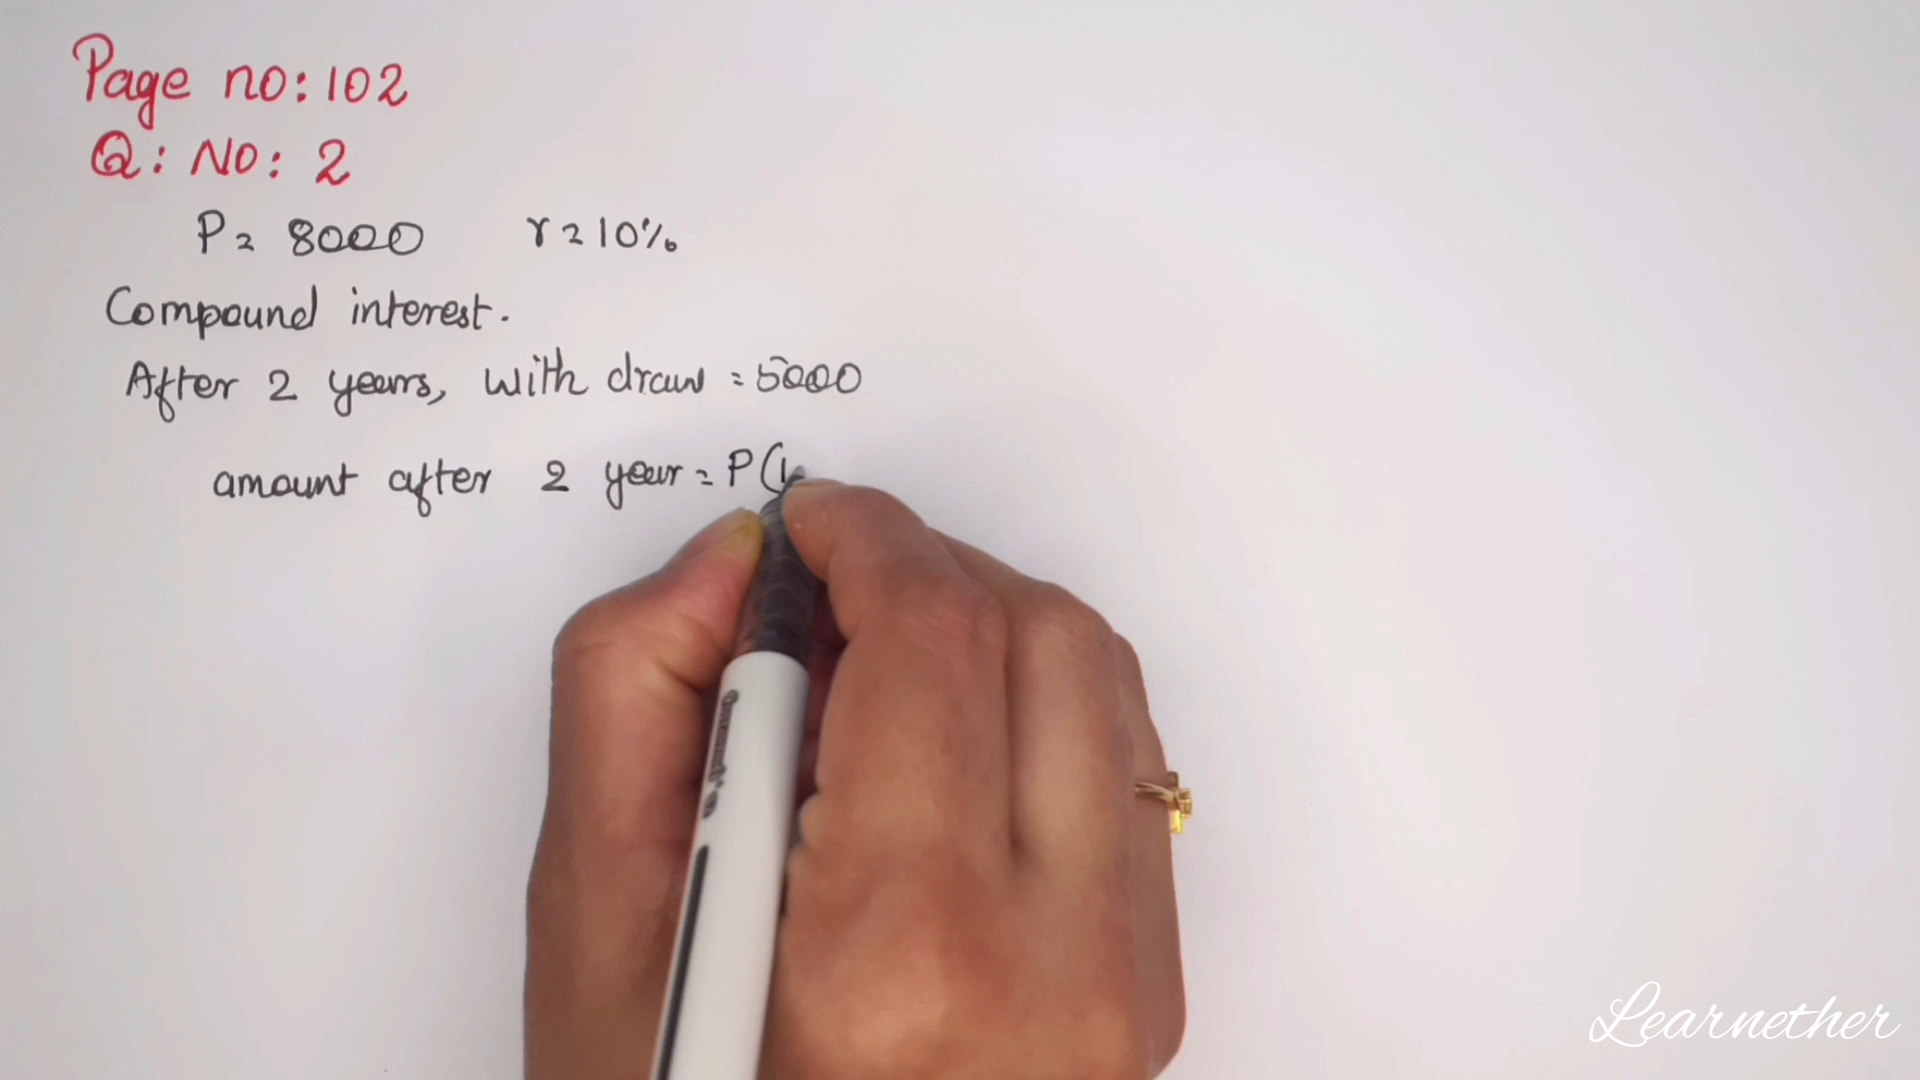 Page no: 102
Q: No: 2
P = 8000 r = 10%
Compound interest.
After 2 years, with draw = 5000
amount after 2 year = P(1
Learnether